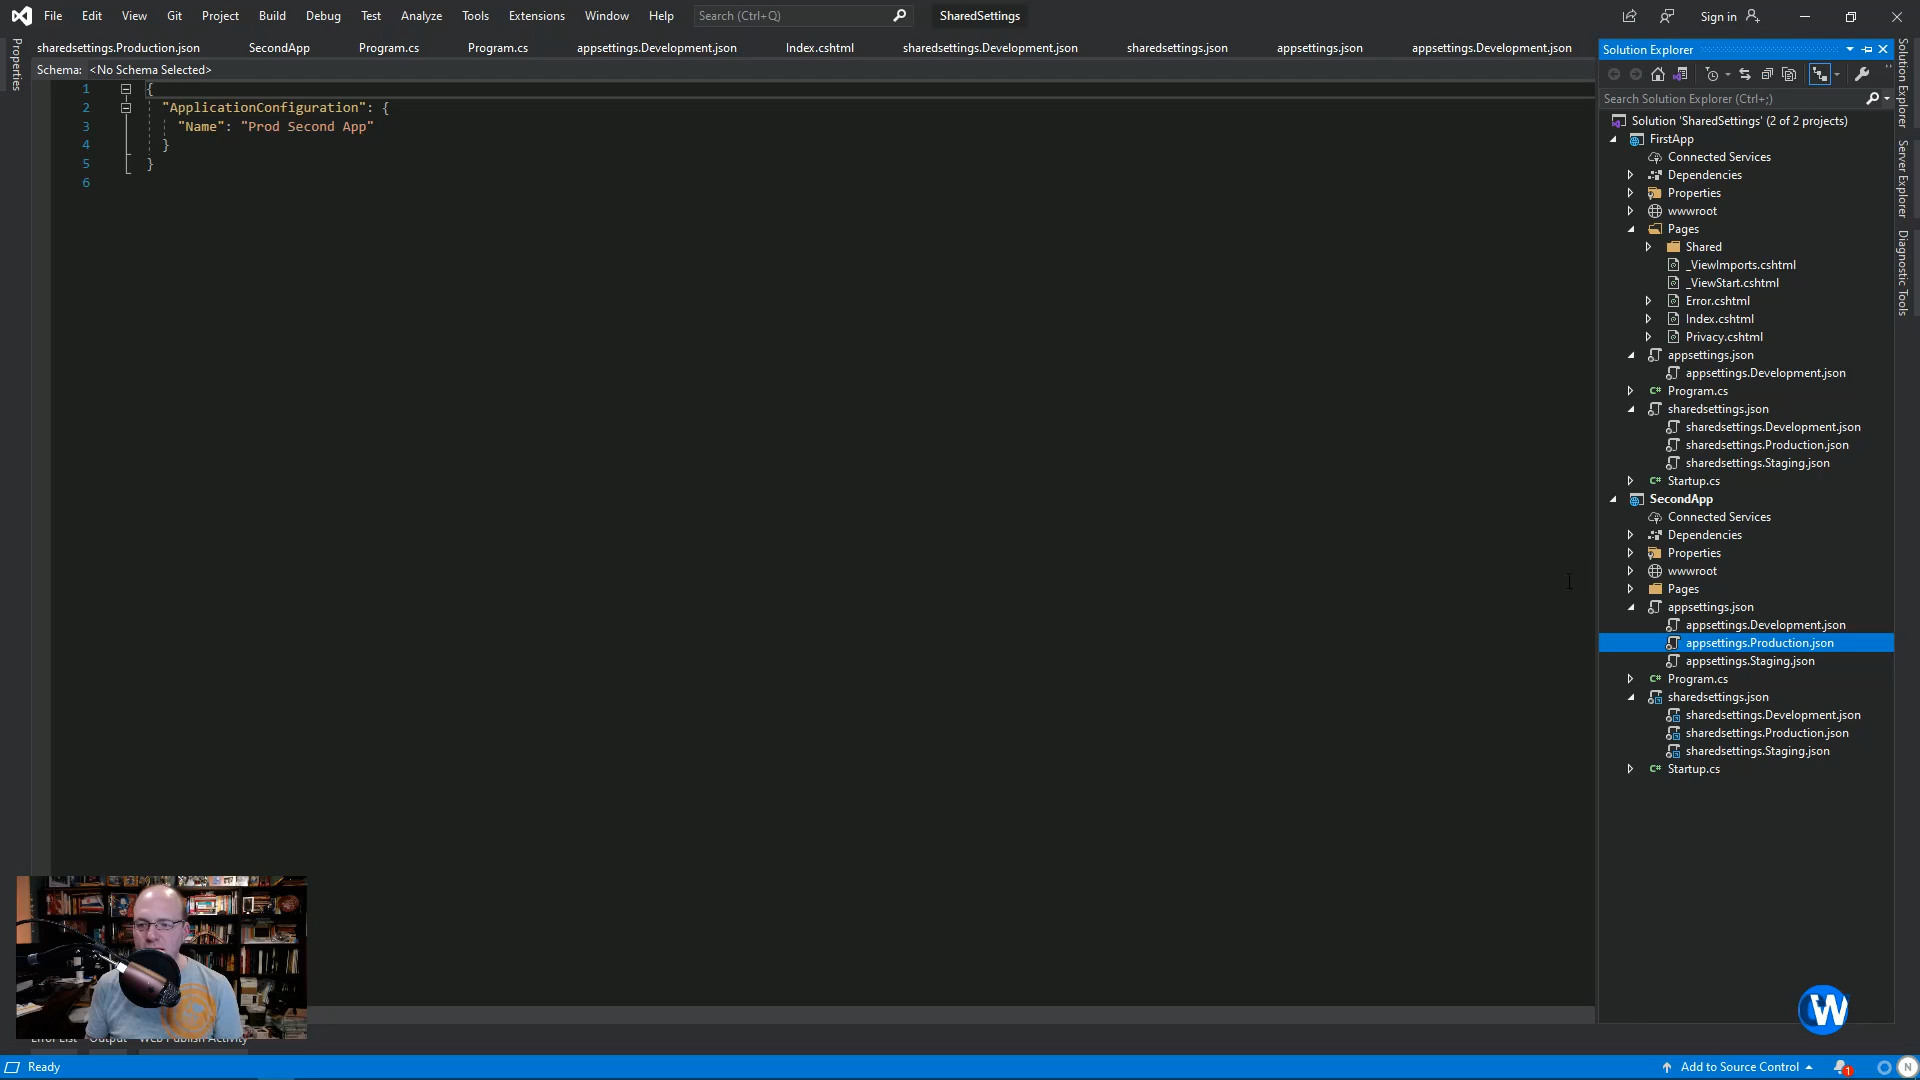 File Edit View Git Project Build Debug Test Analyze Tools Extensions Window Help Search (Ctrl+Q) SharedSettings Sign in
sharedsettings.Production.json SecondApp Program.cs Program.cs appsettings.Development.json Index.cshtml sharedsettings.Development.json sharedsettings.json appsettings.json appsettings.Development.json
Properties
Schema: <No Schema Selected>
1 {
2 "ApplicationConfiguration": {
3 "Name": "Prod Second App"
4 }
5 }
6
Solution Explorer
Search Solution Explorer (Ctrl+;)
Solution 'SharedSettings' (2 of 2 projects)
FirstApp
Connected Services
Dependencies
Properties
wwwroot
Pages
Shared
_ViewImports.cshtml
_ViewStart.cshtml
Error.cshtml
Index.cshtml
Privacy.cshtml
appsettings.json
appsettings.Development.json
C# Program.cs
sharedsettings.json
sharedsettings.Development.json
sharedsettings.Production.json
sharedsettings.Staging.json
C# Startup.cs
SecondApp
Connected Services
Dependencies
Properties
wwwroot
Pages
appsettings.json
appsettings.Development.json
appsettings.Production.json
appsettings.Staging.json
C# Program.cs
sharedsettings.json
sharedsettings.Development.json
sharedsettings.Production.json
sharedsettings.Staging.json
C# Startup.cs
Solution Explorer
Server Explorer
Diagnostic Tools
W
Error List Output Web Publish Activity
Ready Add to Source Control 1 N